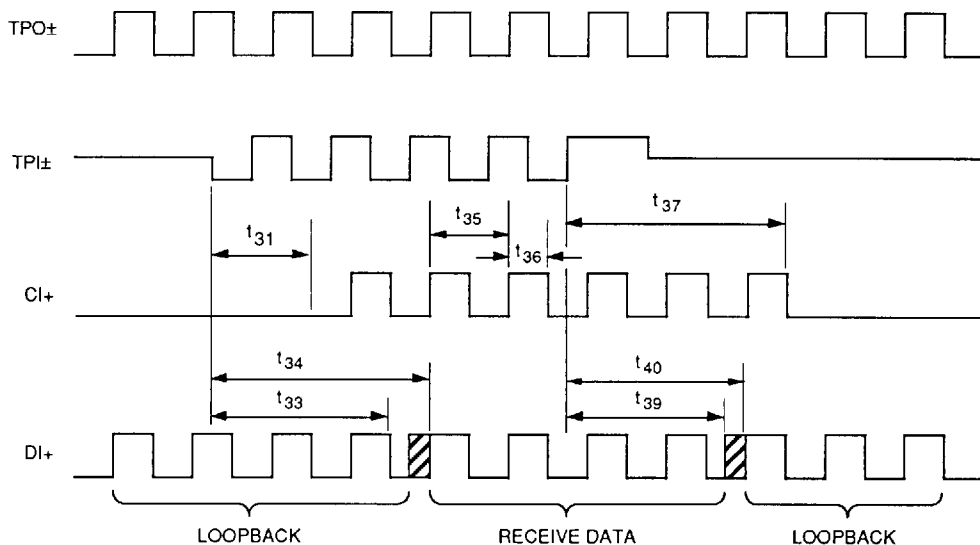 TPO±
TPI±
t35
t37
t31
t36
CI+
t34
t40
t33
t39
DI+
LOOPBACK RECEIVE DATA LOOPBACK